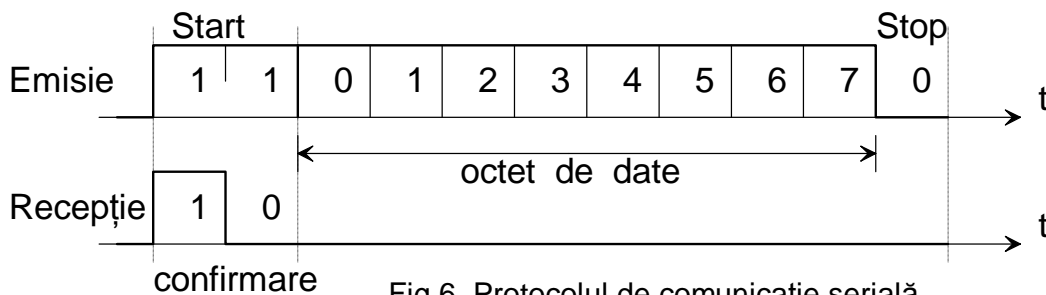 Start Stop
Emisie 1 1 0 1 2 3 4 5 6 7 0 t
octet de date
Recepție 1 0 t
confirmare
Fig.6. Protocolul de comunicație serială